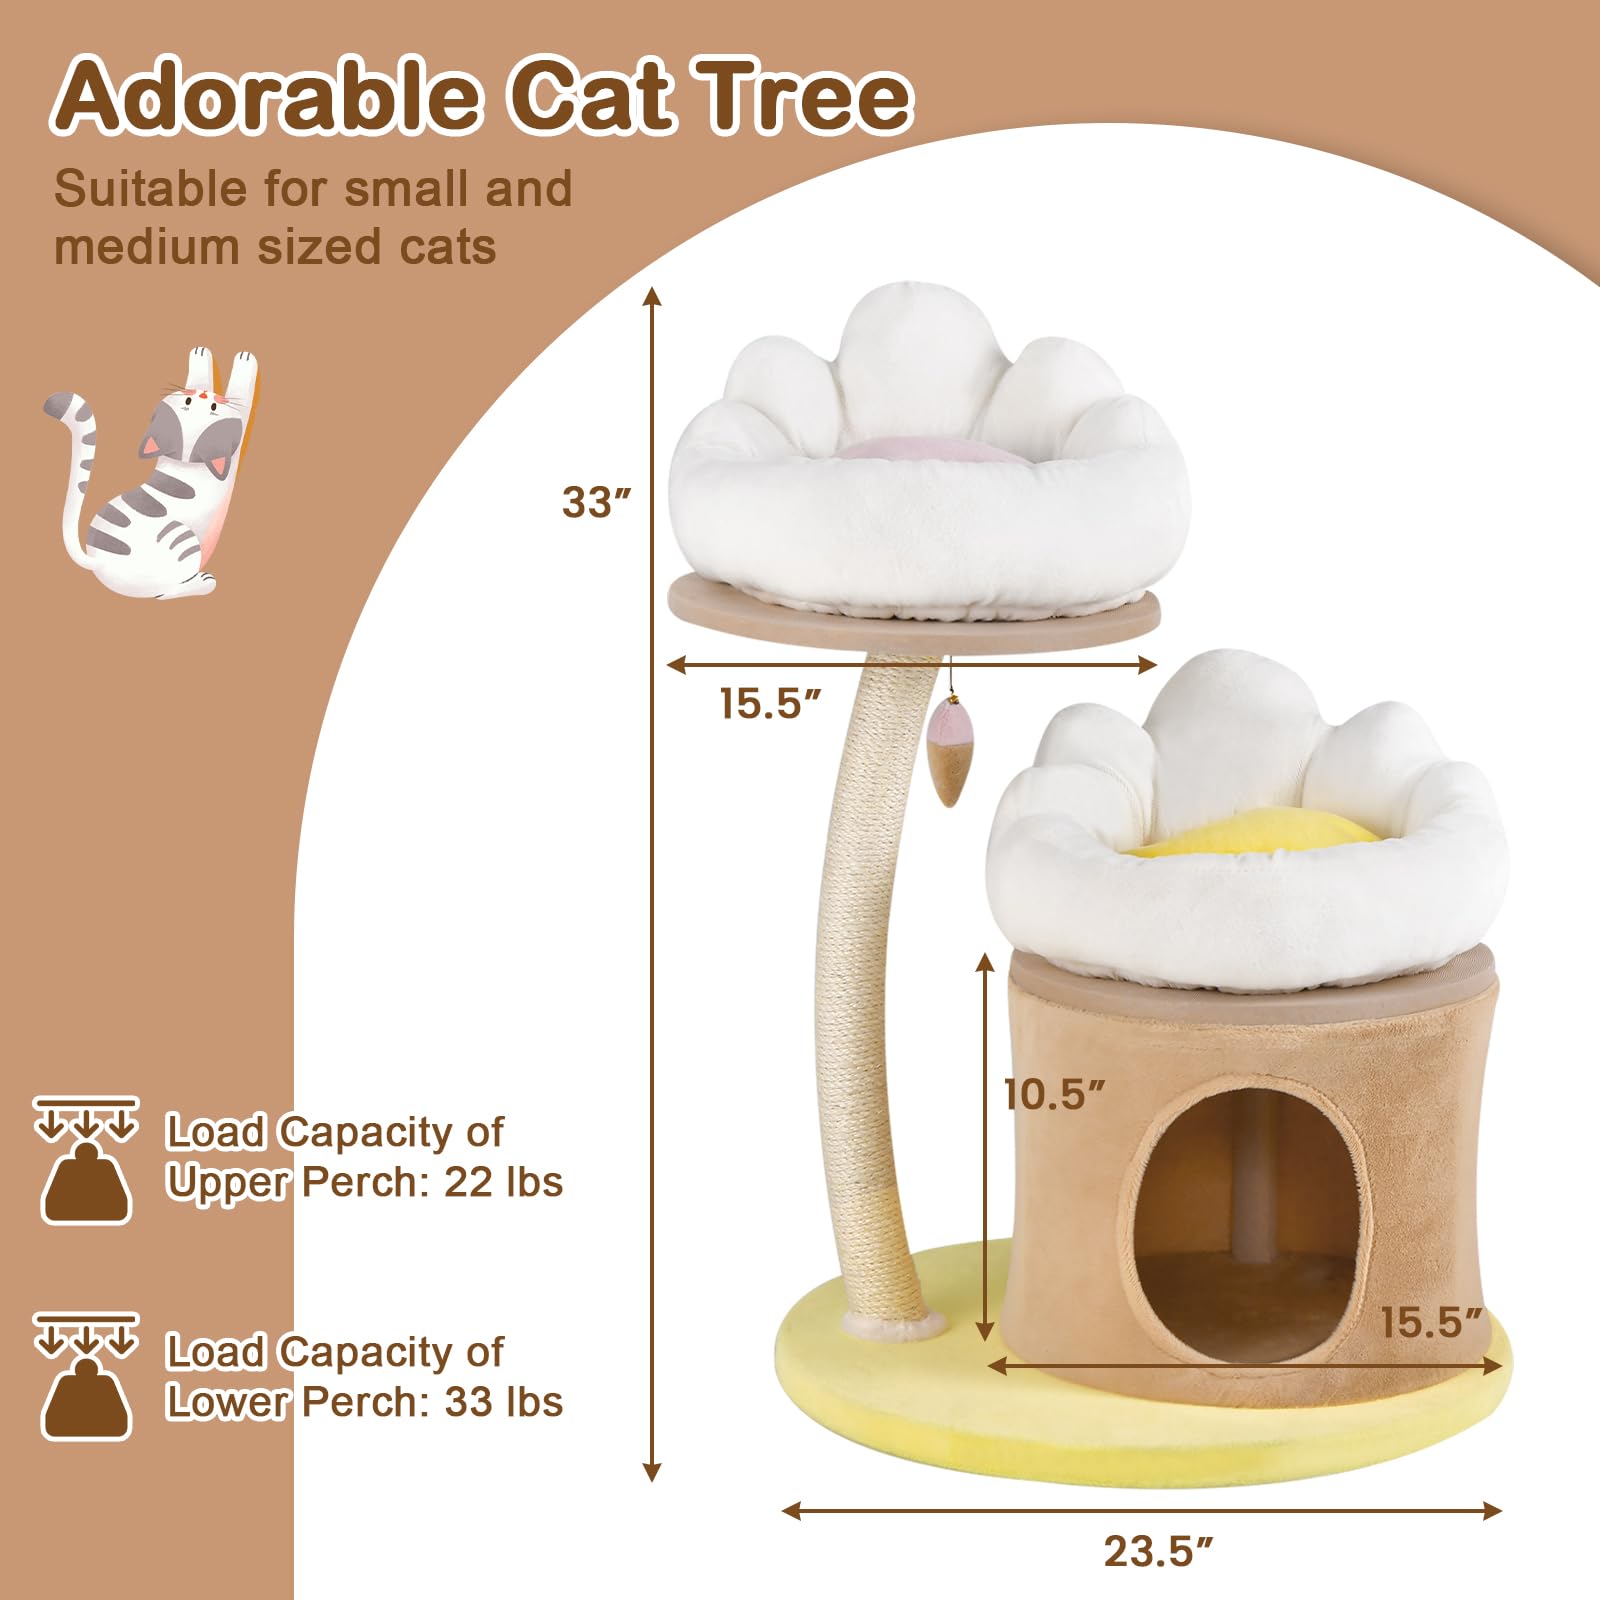 Adorable Cat Tree
Suitable for small and
medium sized cats
33”
15.5”
10.5”
15.5”
23.5”
Load Capacity of
Upper Perch: 22 lbs
Load Capacity of
Lower Perch: 33 lbs